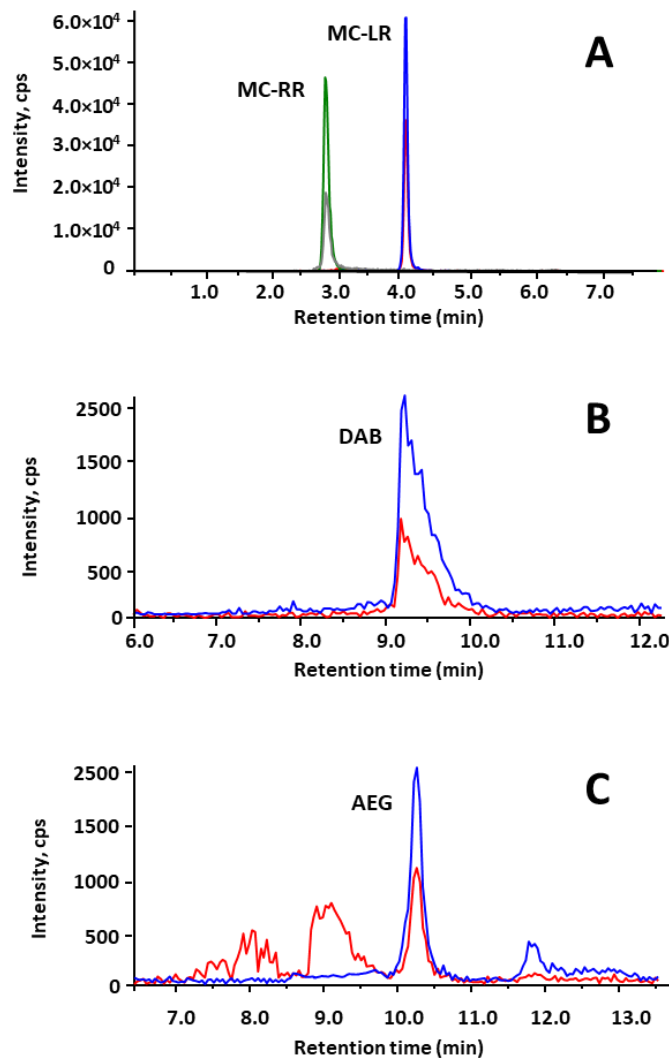 A
MC-LR
MC-RR
Intensity, cps
6.0×10⁴
5.0×10⁴
4.0×10⁴
3.0×10⁴
2.0×10⁴
1.0×10⁴
0
1.0 2.0 3.0 4.0 5.0 6.0 7.0
Retention time (min)
B
DAB
Intensity, cps
2500
1500
1000
500
0
6.0 7.0 8.0 9.0 10.0 11.0 12.0
Retention time (min)
C
AEG
Intensity, cps
2500
1500
1000
500
0
7.0 8.0 9.0 10.0 11.0 12.0 13.0
Retention time (min)